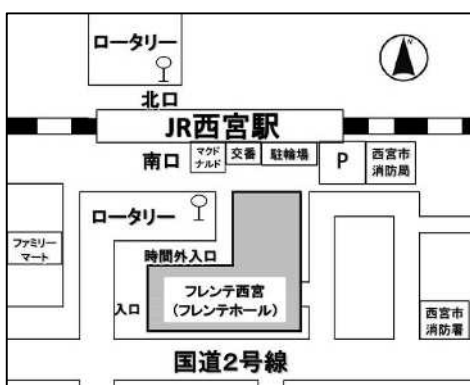 ロータリー
N
北口
JR西宮駅
南口
マクド
ナルド
交番
駐輪場
P
西宮市
消防局
ロータリー
ファミリー
マート
時間外入口
フレンテ西宮
(フレンテホール)
入口
西宮市
消防署
国道2号線